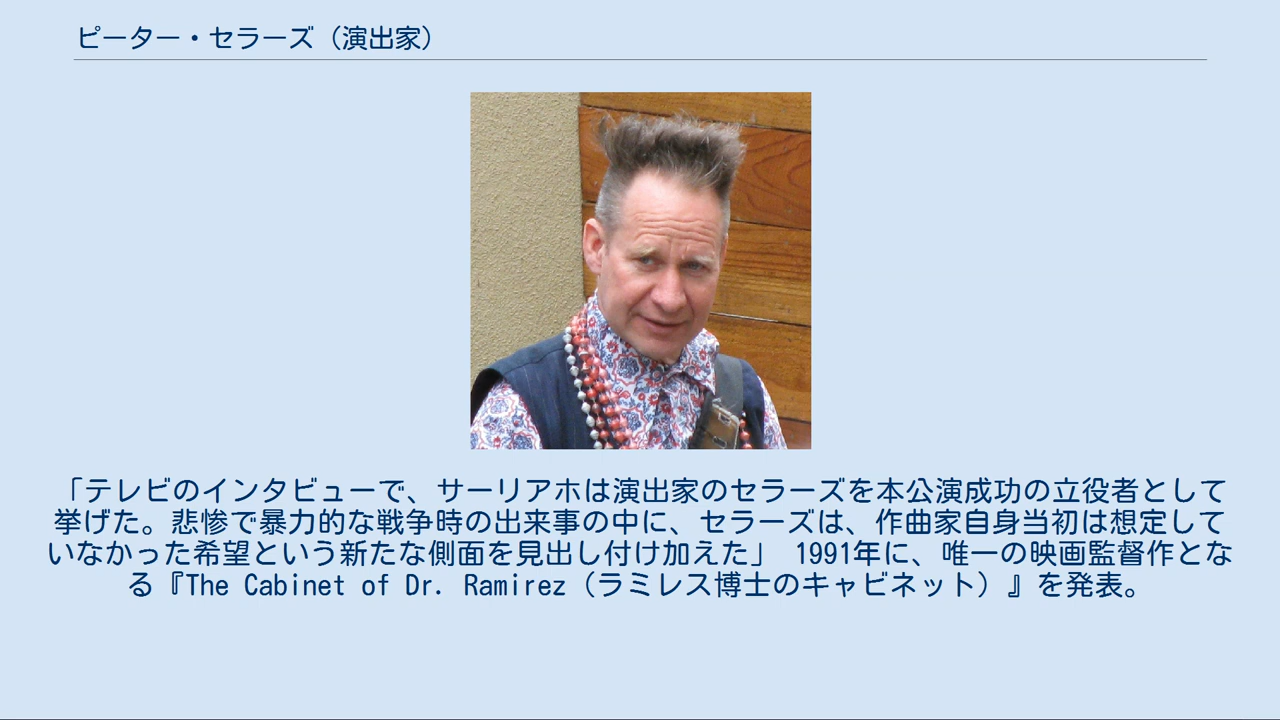 ピーター・セラーズ（演出家）
「テレビのインタビューで、サーリアホは演出家のセラーズを本公演成功の立役者として
挙げた。悲惨で暴力的な戦争時の出来事の中に、セラーズは、作曲家自身当初は想定して
いなかった希望という新たな側面を見出し付け加えた」 1991年に、唯一の映画監督作とな
る『The Cabinet of Dr. Ramirez（ラミレス博士のキャビネット）』を発表。